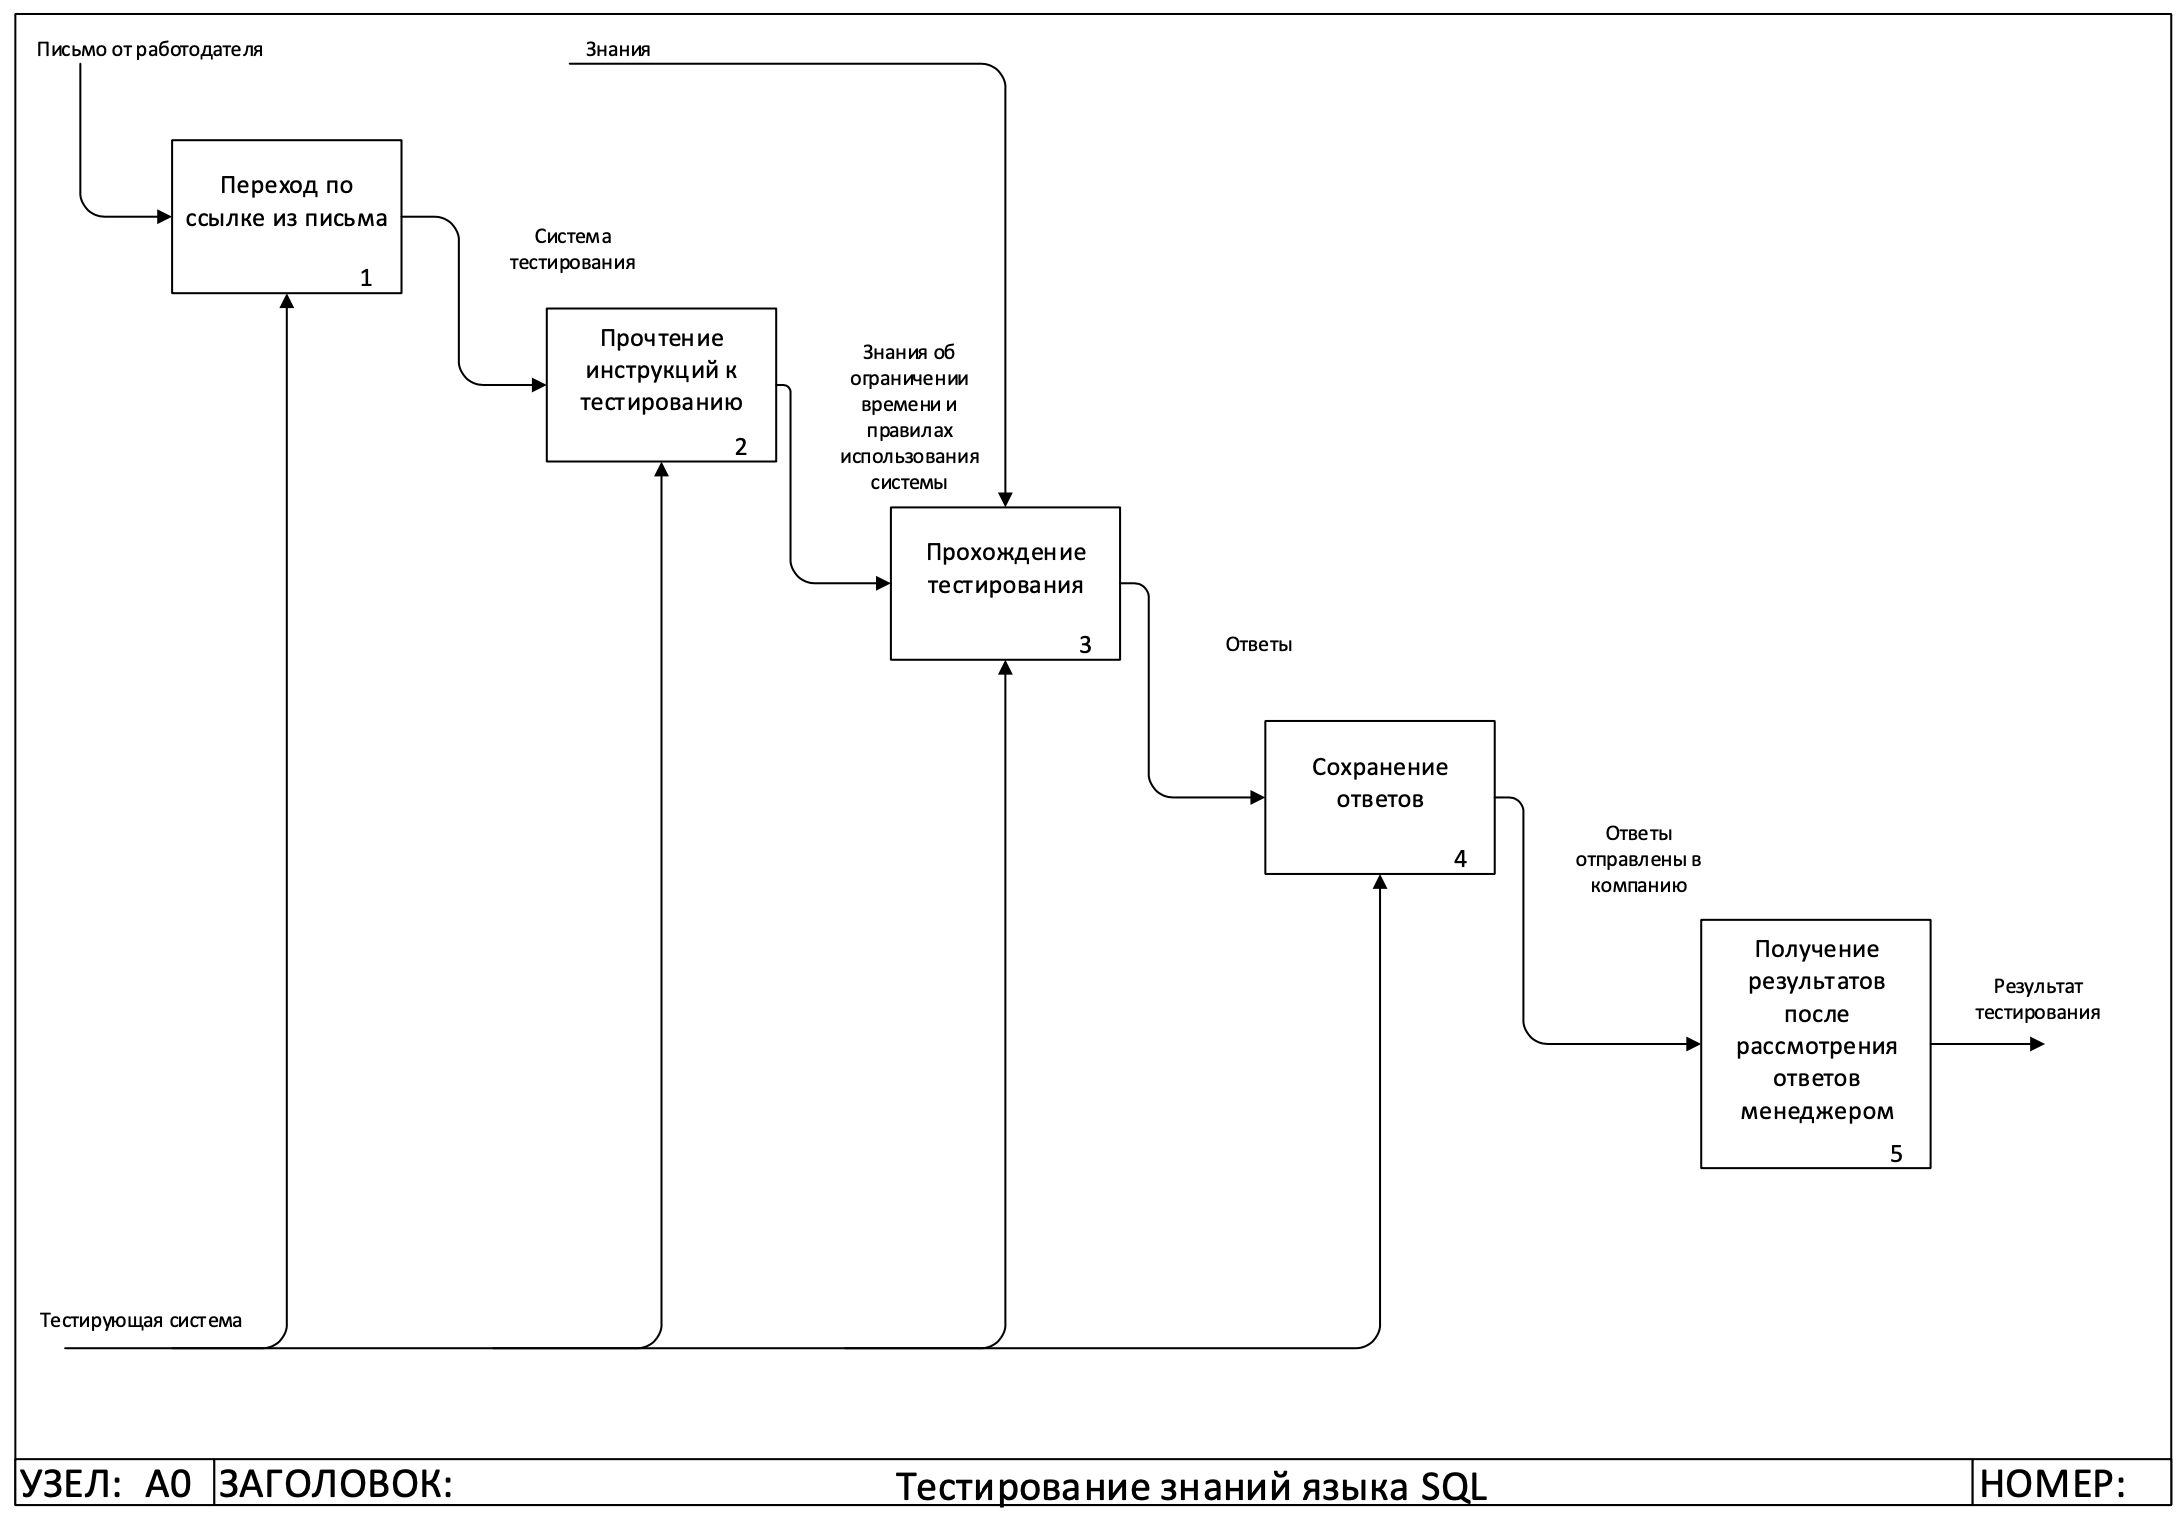 Письмо от работодателя
Знания
Переход по
ссылке из письма
1
Система
тестирования
Прочтение
инструкций к
тестированию
2
Знания об
ограничении
времени и
правилах
использования
системы
Прохождение
тестирования
3
Ответы
Сохранение
ответов
4
Ответы
отправлены в
компанию
Получение
результатов
после
рассмотрения
ответов
менеджером
5
Результат
тестирования
Тестирующая система
УЗЕЛ: А0
ЗАГОЛОВОК:
Тестирование знаний языка SQL
НОМЕР: